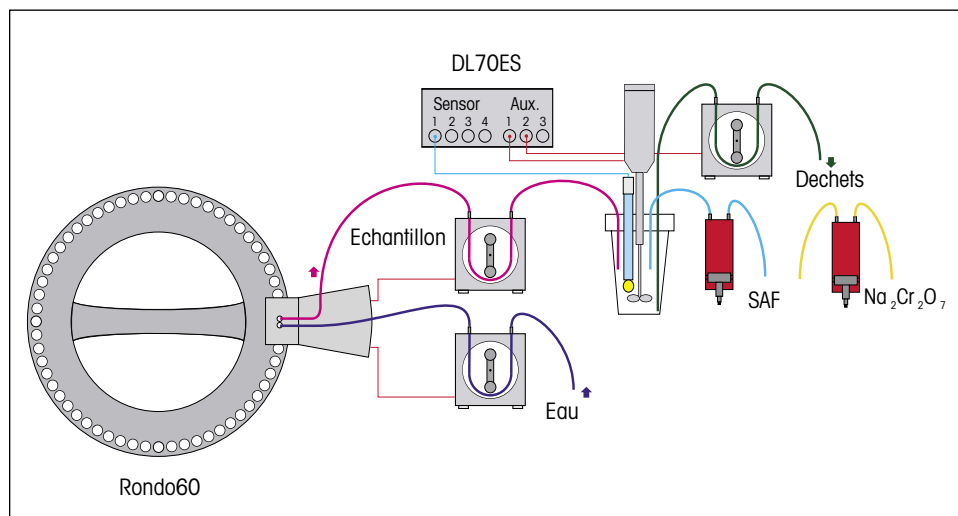 DL70ES
Sensor Aux.
1 2 3 4 1 2 3
Dechets
Echantillon
SAF
Na2Cr2O7
Eau
Rondo60